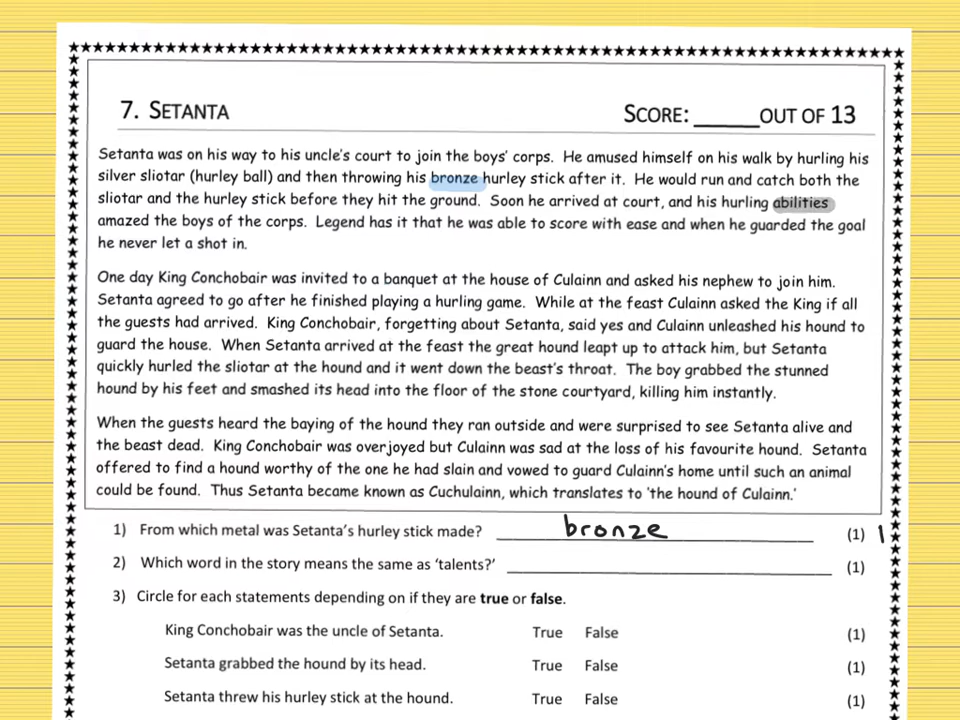 7. SETANTA
SCORE: ______OUT OF 13
Setanta was on his way to his uncle's court to join the boys' corps. He amused himself on his walk by hurling his
silver sliotar (hurley ball) and then throwing his bronze hurley stick after it. He would run and catch both the
sliotar and the hurley stick before they hit the ground. Soon he arrived at court, and his hurling abilities
amazed the boys of the corps. Legend has it that he was able to score with ease and when he guarded the goal
he never let a shot in.
One day King Conchobair was invited to a banquet at the house of Culainn and asked his nephew to join him.
Setanta agreed to go after he finished playing a hurling game. While at the feast Culainn asked the King if all
the guests had arrived. King Conchobair, forgetting about Setanta, said yes and Culainn unleashed his hound to
guard the house. When Setanta arrived at the feast the great hound leapt up to attack him, but Setanta
quickly hurled the sliotar at the hound and it went down the beast's throat. The boy grabbed the stunned
hound by his feet and smashed its head into the floor of the stone courtyard, killing him instantly.
When the guests heard the baying of the hound they ran outside and were surprised to see Setanta alive and
the beast dead. King Conchobair was overjoyed but Culainn was sad at the loss of his favourite hound. Setanta
offered to find a hound worthy of the one he had slain and vowed to guard Culainn's home until such an animal
could be found. Thus Setanta became known as Cuchulainn, which translates to 'the hound of Culainn.'
1) From which metal was Setanta's hurley stick made? bronze (1) 1
2) Which word in the story means the same as 'talents?' ______ (1)
3) Circle for each statements depending on if they are true or false.
King Conchobair was the uncle of Setanta. True False (1)
Setanta grabbed the hound by its head. True False (1)
Setanta threw his hurley stick at the hound. True False (1)